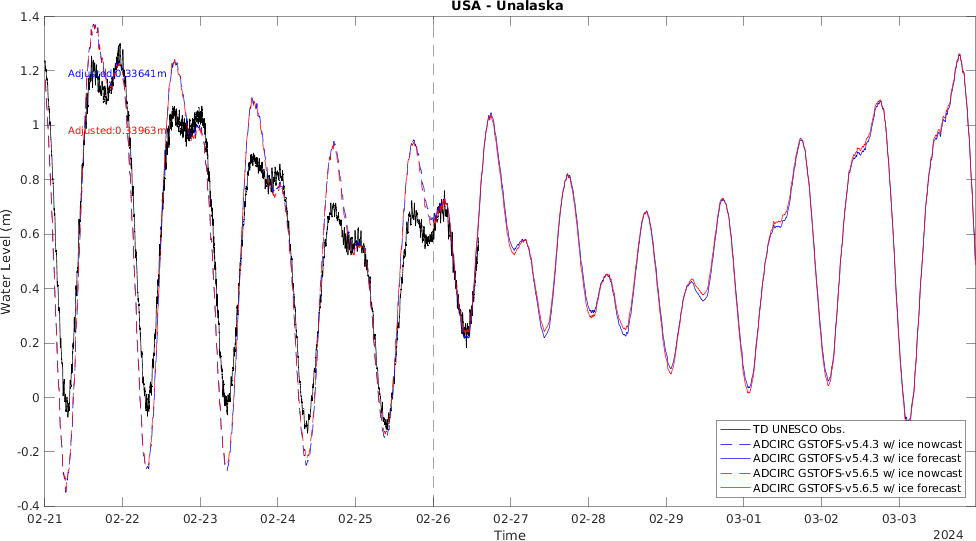 USA - Unalaska
1.4
1.2
1
0.8
0.6
0.4
0.2
0
-0.2
-0.4
Water Level (m)
Adjusted:0.33641m
Adjusted:0.33963m
TD UNESCO Obs.
ADCIRC GSTOFS-v5.4.3 w/ ice nowcast
ADCIRC GSTOFS-v5.4.3 w/ ice forecast
ADCIRC GSTOFS-v5.6.5 w/ ice nowcast
ADCIRC GSTOFS-v5.6.5 w/ ice forecast
02-21 02-22 02-23 02-24 02-25 02-26 02-27 02-28 02-29 03-01 03-02 03-03
Time
2024